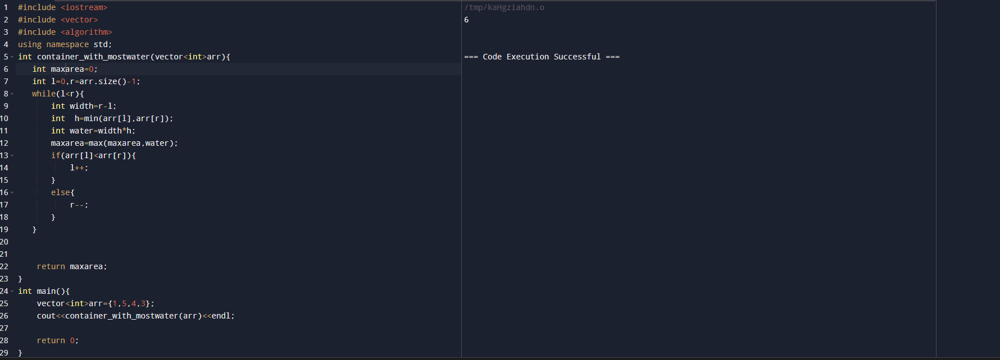 1 #include <iostream>
2 #include <vector>
3 #include <algorithm>
4 using namespace std;
5 int container_with_mostwater(vector<int>arr){
6    int maxarea=0;
7    int l=0,r=arr.size()-1;
8    while(l<r){
9        int width=r-l;
10        int  h=min(arr[l],arr[r]);
11        int water=width*h;
12        maxarea=max(maxarea,water);
13        if(arr[l]<arr[r]){
14            l++;
15        }
16        else{
17            r--;
18        }
19    }
20
21
22     return maxarea;
23 }
24 int main(){
25     vector<int>arr={1,5,4,3};
26     cout<<container_with_mostwater(arr)<<endl;
27
28     return 0;
29 }
/tmp/kaHgziahdn.o
6
=== Code Execution Successful ===